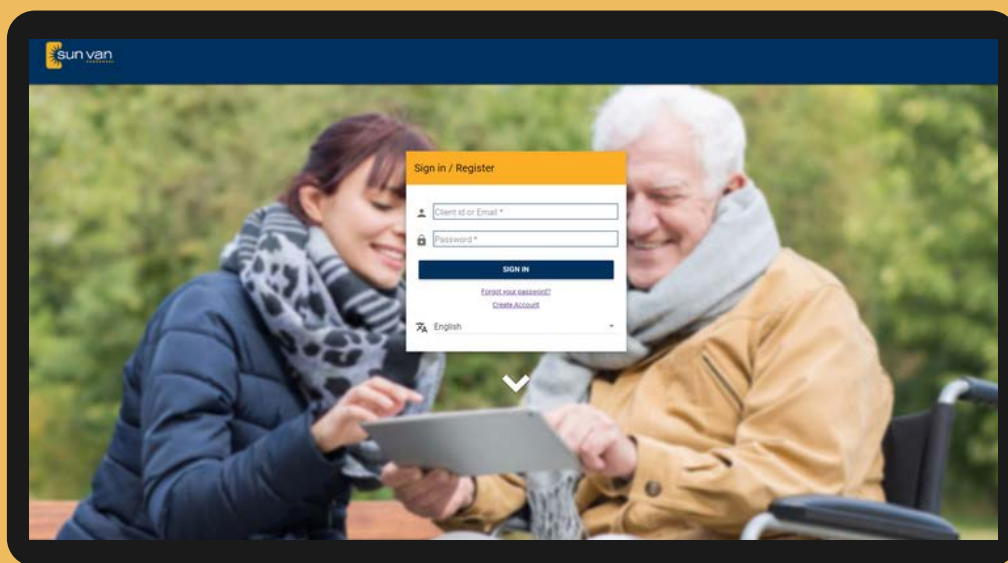 sun van
Sign in / Register
Client id or Email *
Password *
SIGN IN
Forgot your password?
Create Account
English